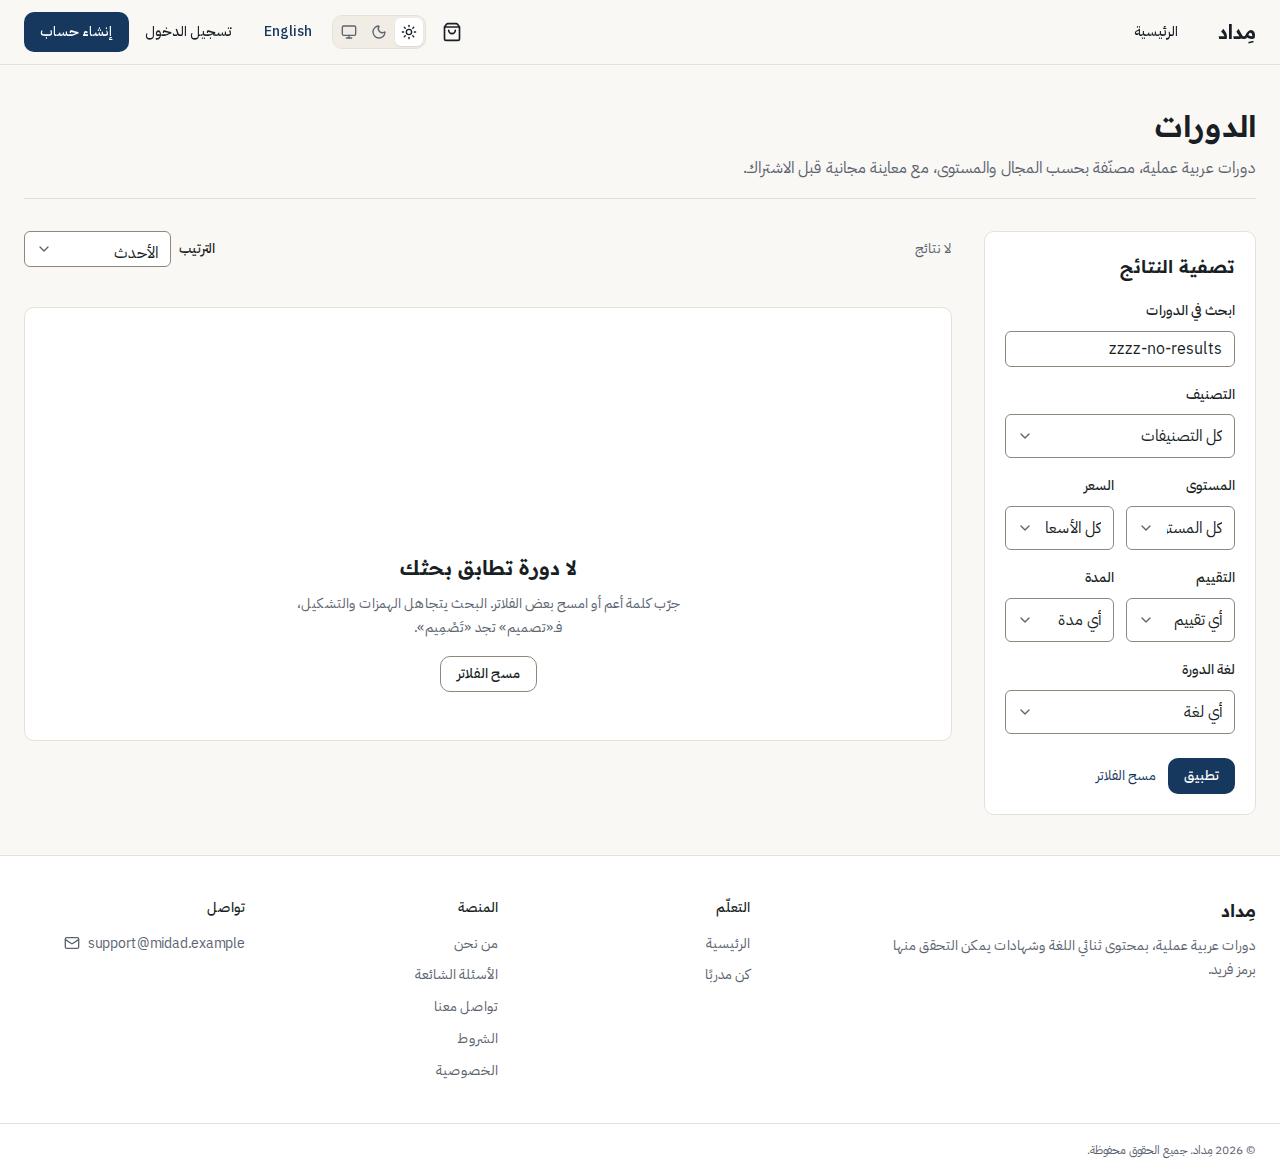 مِداد
الرئيسية
English
تسجيل الدخول
إنشاء حساب
الدورات
دورات عربية عملية، مصنّفة بحسب المجال والمستوى، مع معاينة مجانية قبل الاشتراك.
تصفية النتائج
ابحث في الدورات
zzzz-no-results
التصنيف
كل التصنيفات
المستوى
السعر
كل المستو
كل الأسعا
التقييم
المدة
أي تقييم
أي مدة
لغة الدورة
أي لغة
تطبيق
مسح الفلاتر
لا نتائج
الترتيب
الأحدث
لا دورة تطابق بحثك
جرّب كلمة أعم أو امسح بعض الفلاتر. البحث يتجاهل الهمزات والتشكيل،
فـ«تصميم» تجد «تَصْمِيم».
مسح الفلاتر
مِداد
دورات عربية عملية، بمحتوى ثنائي اللغة وشهادات يمكن التحقق منها
برمز فريد.
التعلّم
الرئيسية
كن مدربًا
المنصة
من نحن
الأسئلة الشائعة
تواصل معنا
الشروط
الخصوصية
تواصل
support@midad.example
© 2026 مِداد. جميع الحقوق محفوظة.